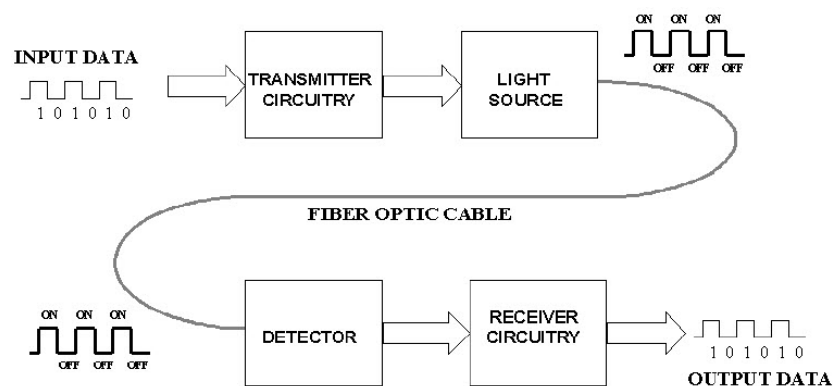 ON ON ON
OFF OFF OFF
INPUT DATA
1 0 1 0 1 0
TRANSMITTER
CIRCUITRY
LIGHT
SOURCE
FIBER OPTIC CABLE
ON ON ON
OFF OFF OFF
DETECTOR
RECEIVER
CIRCUITRY
1 0 1 0 1 0
OUTPUT DATA